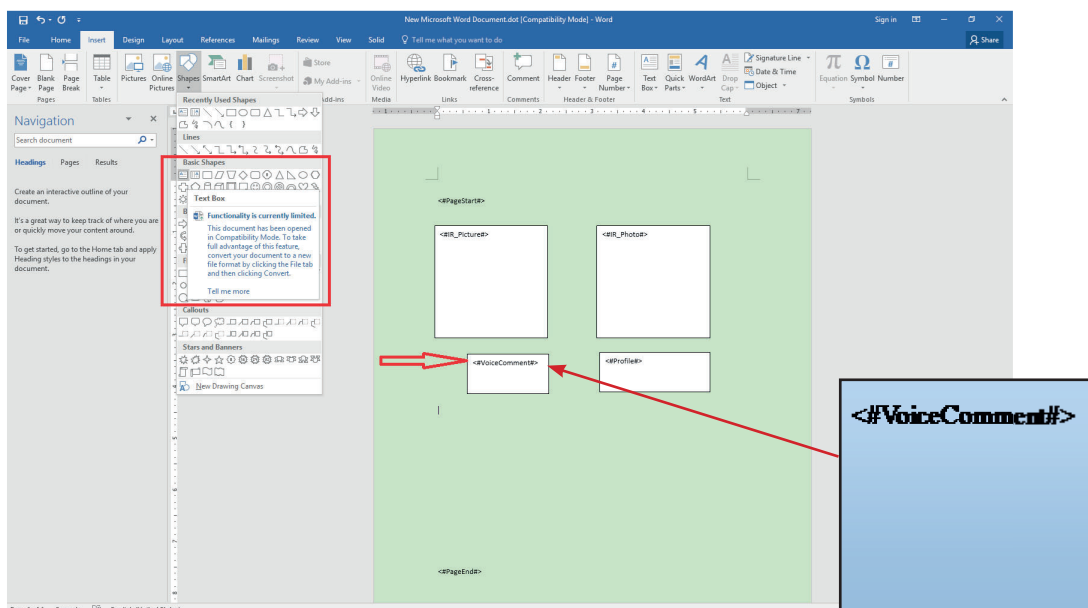 New Microsoft Word Document.dot [Compatibility Mode] - Word
Sign in
File Home Insert Design Layout References Mailings Review View Solid Tell me what you want to do
Share
Cover Page Blank Page Page Break
Pages
Table
Tables
Pictures Online Pictures Shapes SmartArt Chart Screenshot
Store
My Add-ins
Add-ins
Online Video
Media
Hyperlink Bookmark Cross-reference
Links
Comment
Comments
Header Footer Page Number
Header & Footer
Text Box Quick Parts WordArt Drop Cap
Signature Line
Date & Time
Object
Text
Equation Symbol Number
Symbols
Navigation
Search document
Headings Pages Results
Create an interactive outline of your
document.
It's a great way to keep track of where you are
or quickly move your content around.
To get started, go to the Home tab and apply
Heading styles to the headings in your
document.
Recently Used Shapes
Lines
Basic Shapes
Text Box
Functionality is currently limited.
This document has been opened
in Compatibility Mode. To take
full advantage of this feature,
convert your document to a new
file format by clicking the File tab
and then clicking Convert.
Tell me more
Callouts
Stars and Banners
New Drawing Canvas
<#PageStart#>
<#IR_Picture#>
<#IR_Photo#>
<#VoiceComment#>
<#Profile#>
<#PageEnd#>
<#VoiceComment#>